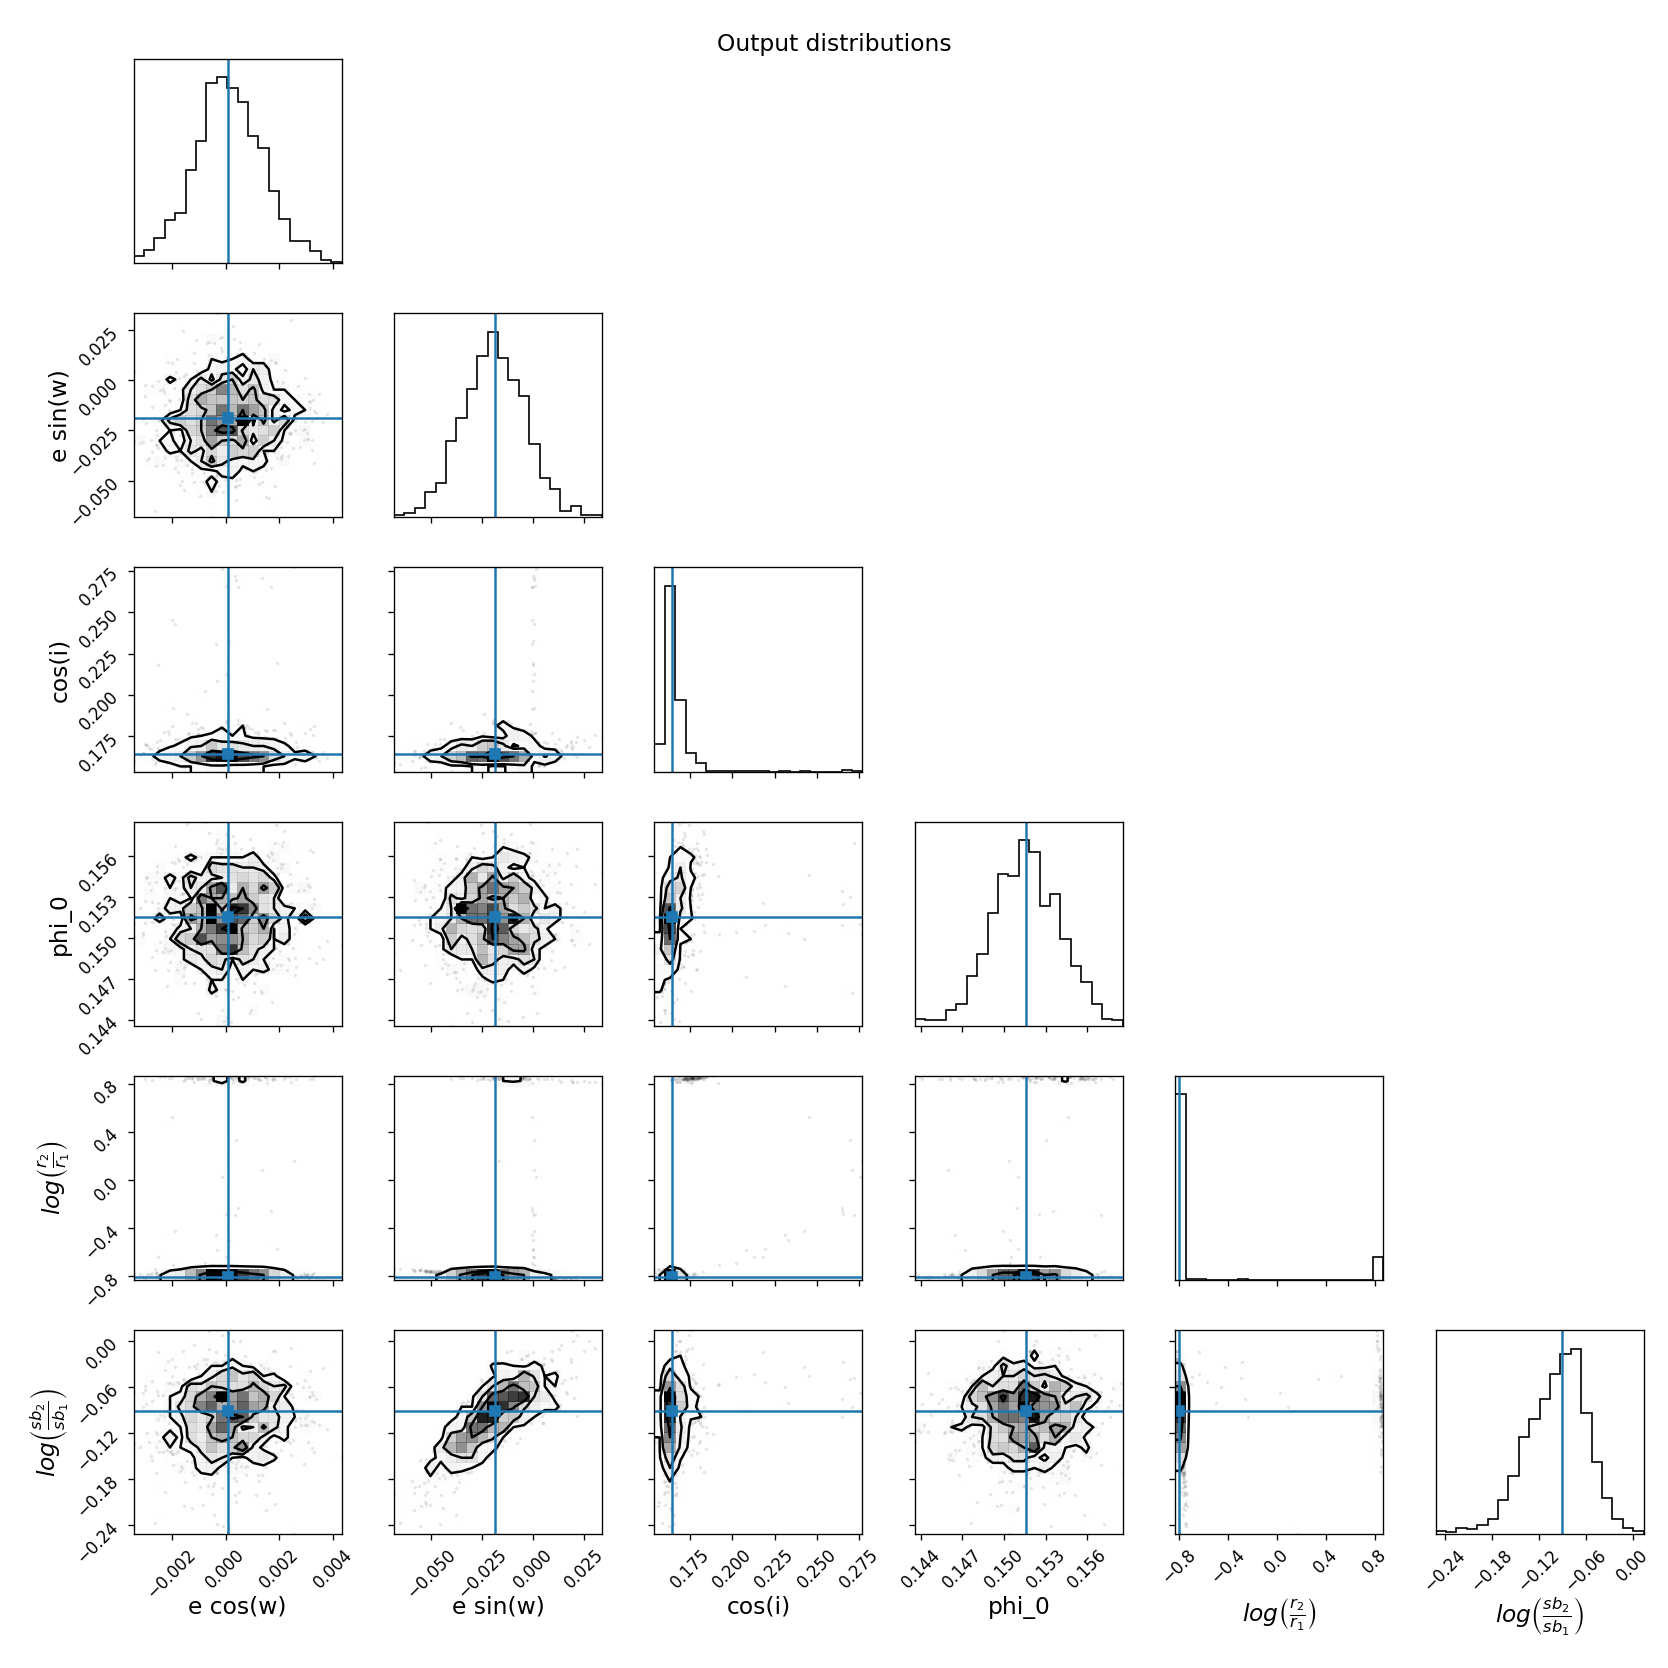 Output distributions
e sin(w)
0.025
0.000
−0.025
−0.050
cos(i)
0.275
0.250
0.225
0.200
0.175
phi_0
0.156
0.153
0.150
0.147
0.144
log(r2/r1)
0.8
0.4
0.0
−0.4
−0.8
log(sb2/sb1)
0.00
−0.06
−0.12
−0.18
−0.24
−0.002 0.000 0.002 0.004
−0.050 −0.025 0.000 0.025
0.175 0.200 0.225 0.250 0.275
0.144 0.147 0.150 0.153 0.156
−0.8 −0.4 0.0 0.4 0.8
−0.24 −0.18 −0.12 −0.06 0.00
e cos(w)
e sin(w)
cos(i)
phi_0
log(r2/r1)
log(sb2/sb1)